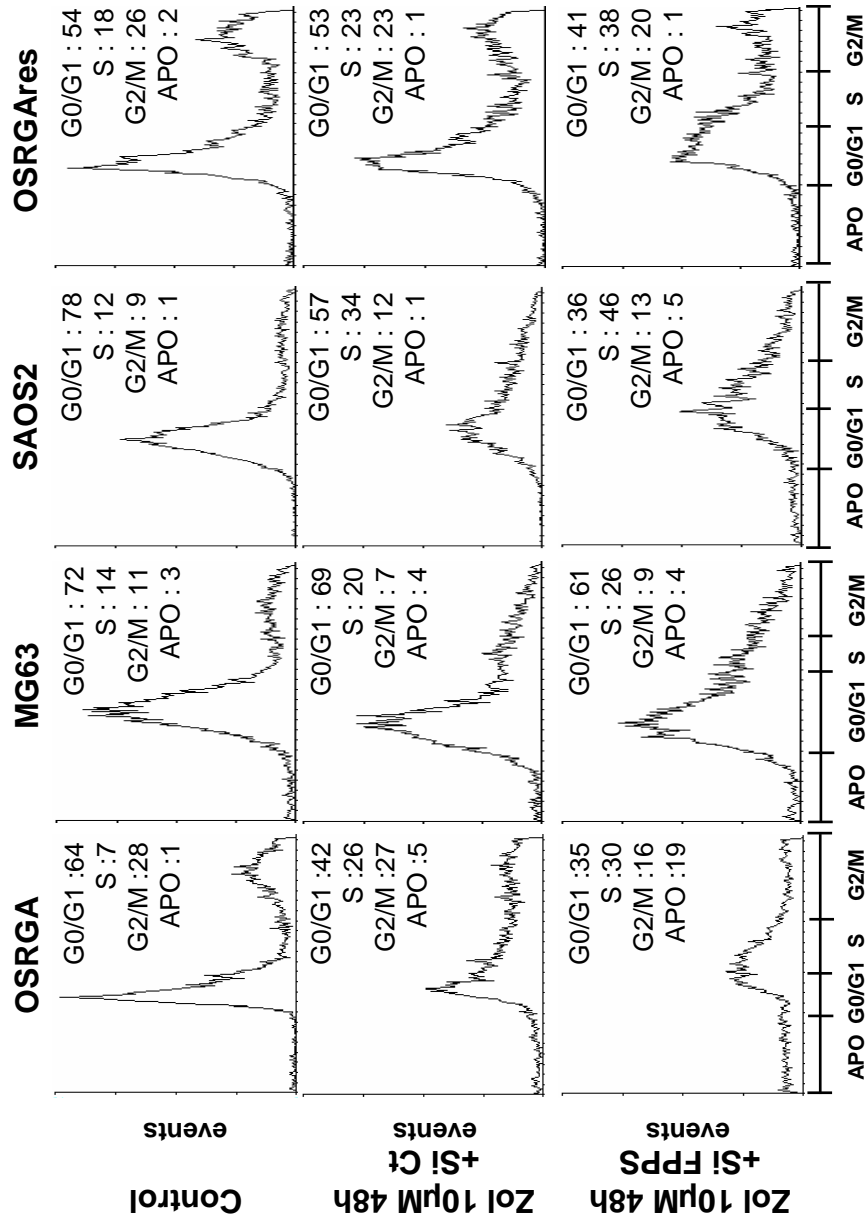 OSRGA MG63 SAOS2 OSRGAres
Control
events
G0/G1 :64
S :7
G2/M :28
APO :1
G0/G1 : 72
S : 14
G2/M : 11
APO : 3
G0/G1 : 78
S : 12
G2/M : 9
APO : 1
G0/G1 : 54
S : 18
G2/M : 26
APO : 2
Zol 10µM 48h
+Si Ct
events
G0/G1 :42
S :26
G2/M :27
APO :5
G0/G1 : 69
S : 20
G2/M : 7
APO : 4
G0/G1 : 57
S : 34
G2/M : 12
APO : 1
G0/G1 : 53
S : 23
G2/M : 23
APO : 1
Zol 10µM 48h
+Si FPPS
events
G0/G1 :35
S :30
G2/M :16
APO :19
G0/G1 : 61
S : 26
G2/M : 9
APO : 4
G0/G1 : 36
S : 46
G2/M : 13
APO : 5
G0/G1 : 41
S : 38
G2/M : 20
APO : 1
APO G0/G1 S G2/M
APO G0/G1 S G2/M
APO G0/G1 S G2/M
APO G0/G1 S G2/M